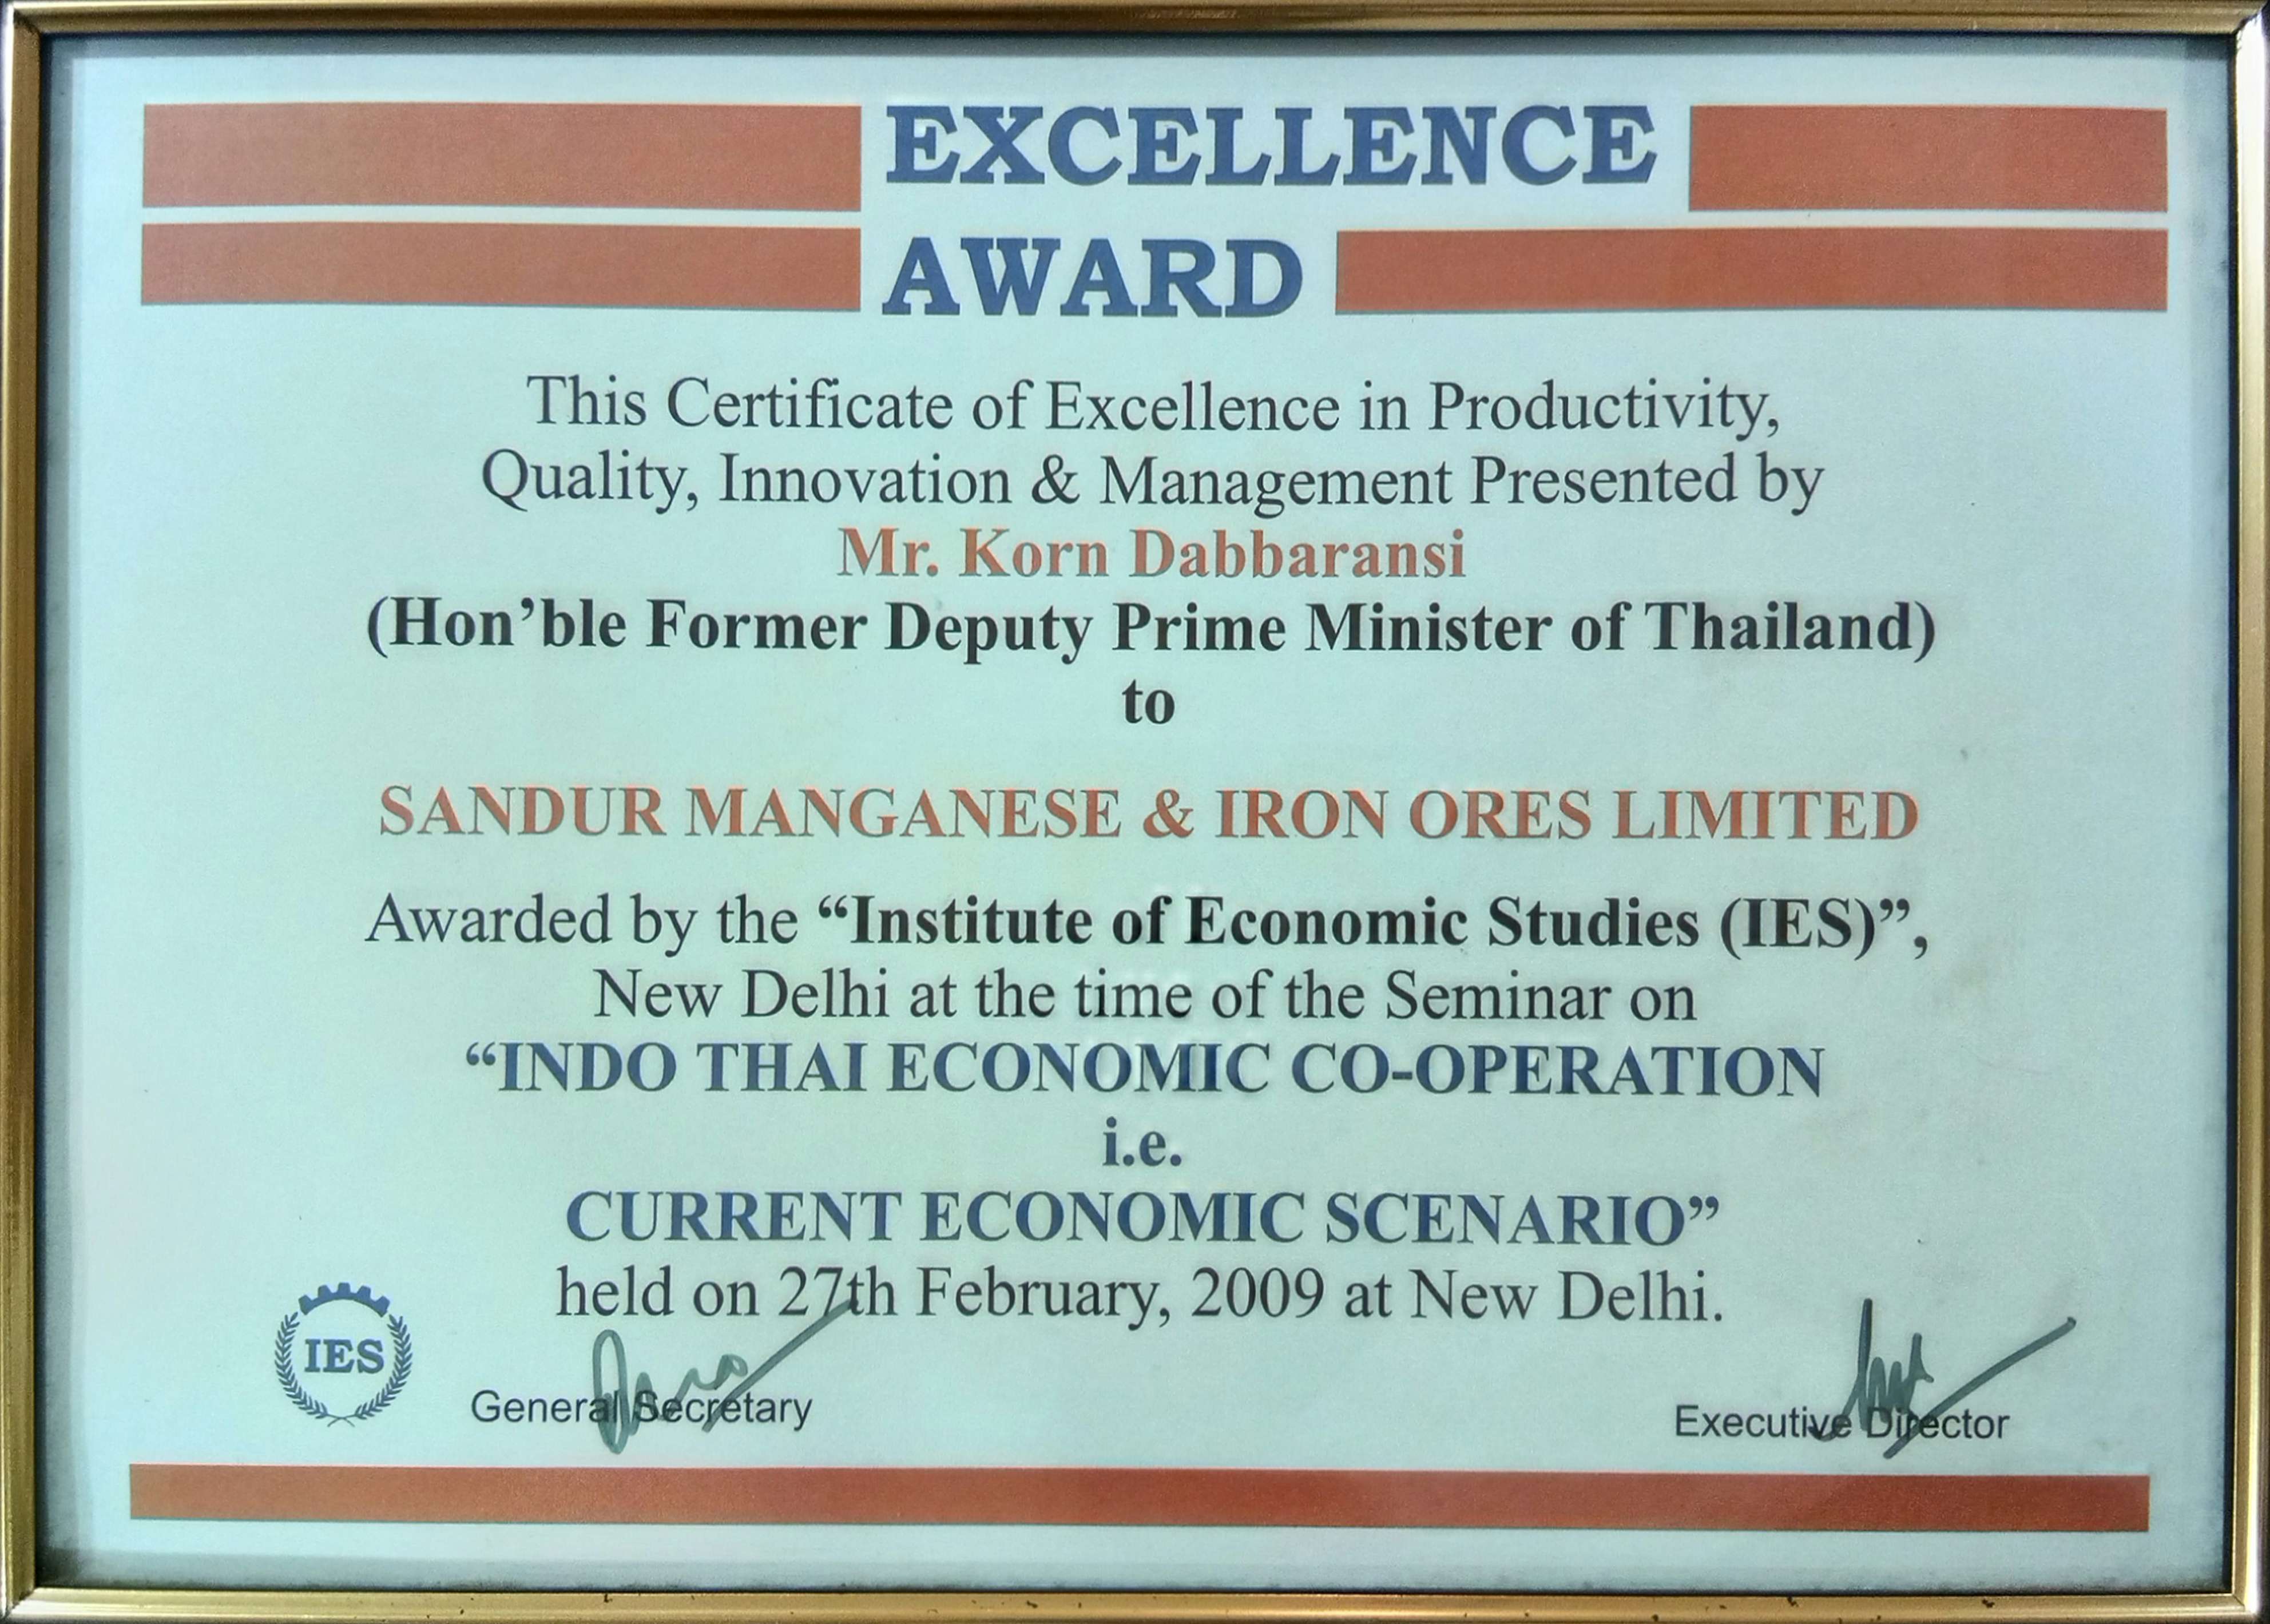 EXCELLENCE
AWARD
This Certificate of Excellence in Productivity,
Quality, Innovation & Management Presented by
Mr. Korn Dabbaransi
(Hon’ble Former Deputy Prime Minister of Thailand)
to
SANDUR MANGANESE & IRON ORES LIMITED
Awarded by the “Institute of Economic Studies (IES)”,
New Delhi at the time of the Seminar on
“INDO THAI ECONOMIC CO-OPERATION
i.e.
CURRENT ECONOMIC SCENARIO”
held on 27th February, 2009 at New Delhi.
IES
General Secretary
Executive Director